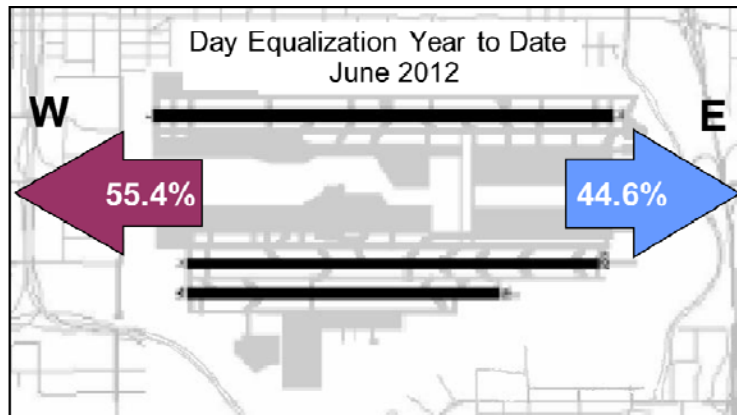 Day Equalization Year to Date
June 2012
W
E
55.4%
44.6%